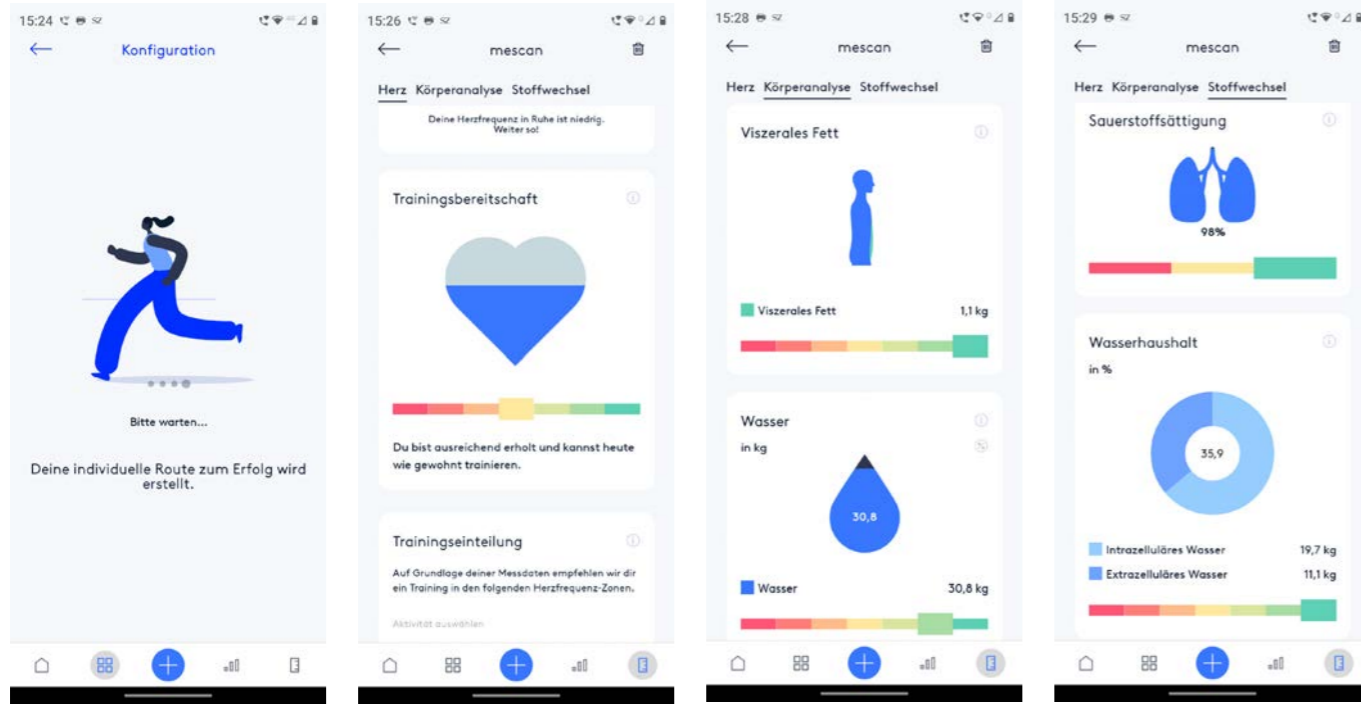 15:24
Konfiguration
Bitte warten...
Deine individuelle Route zum Erfolg wird
erstellt.
15:26
mescan
Herz Körperanalyse Stoffwechsel
Deine Herzfrequenz in Ruhe ist niedrig.
Weiter so!
Trainingsbereitschaft
Du bist ausreichend erholt und kannst heute
wie gewohnt trainieren.
Trainingseinteilung
Auf Grundlage deiner Messdaten empfehlen wir dir
ein Training in den folgenden Herzfrequenz-Zonen.
Aktivität auswählen
15:28
mescan
Herz Körperanalyse Stoffwechsel
Viszerales Fett
Viszerales Fett 1,1 kg
Wasser
in kg
30,8
Wasser 30,8 kg
15:29
mescan
Herz Körperanalyse Stoffwechsel
Sauerstoffsättigung
98%
Wasserhaushalt
in %
35,9
Intrazelluläres Wasser 19,7 kg
Extrazelluläres Wasser 11,1 kg